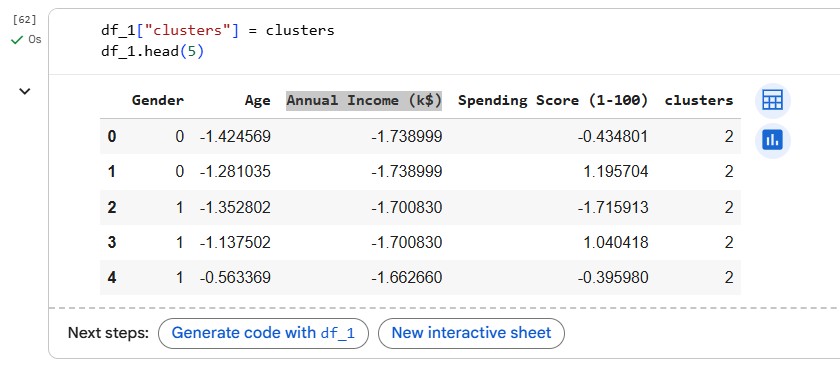 [62]
0s
df_1["clusters"] = clusters
df_1.head(5)
Gender Age Annual Income (k$) Spending Score (1-100) clusters
0 0 -1.424569 -1.738999 -0.434801 2
1 0 -1.281035 -1.738999 1.195704 2
2 1 -1.352802 -1.700830 -1.715913 2
3 1 -1.137502 -1.700830 1.040418 2
4 1 -0.563369 -1.662660 -0.395980 2
Next steps: Generate code with df_1 New interactive sheet